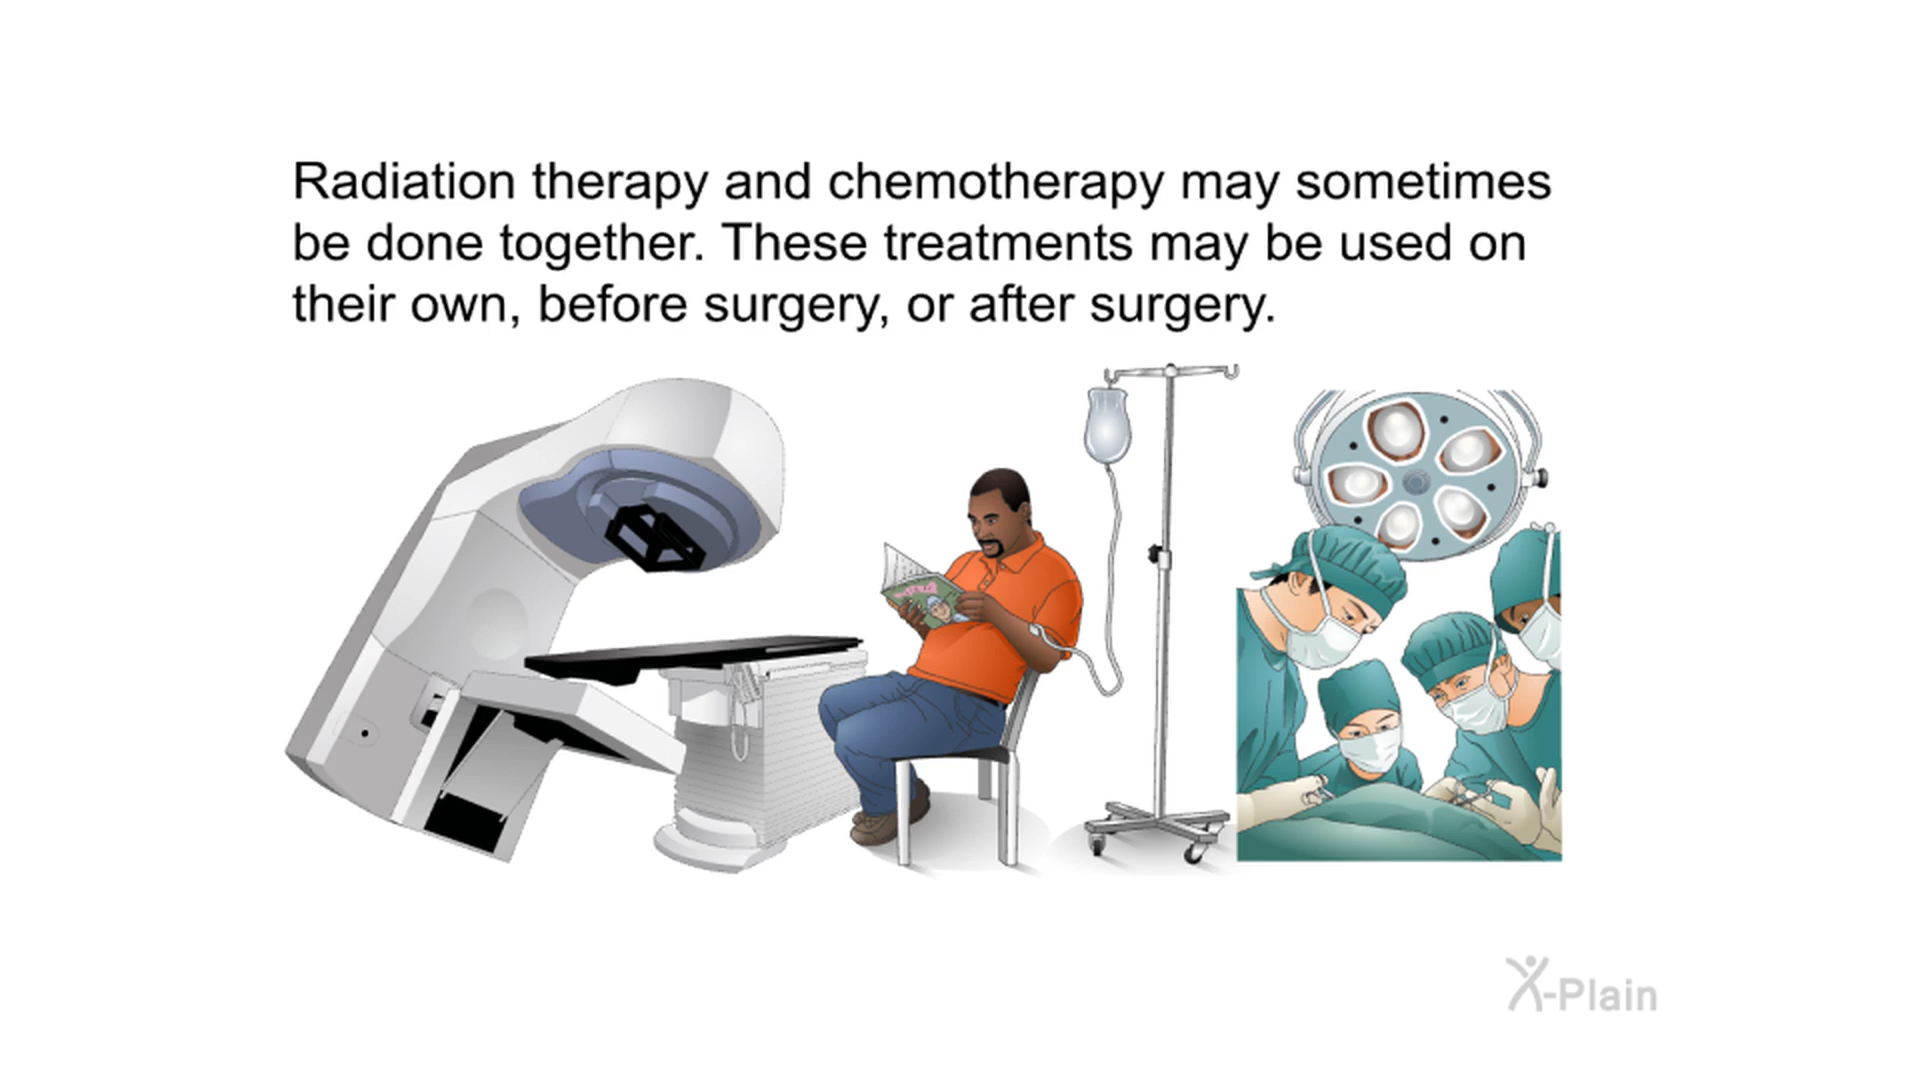 Radiation therapy and chemotherapy may sometimes
be done together. These treatments may be used on
their own, before surgery, or after surgery.
X-Plain